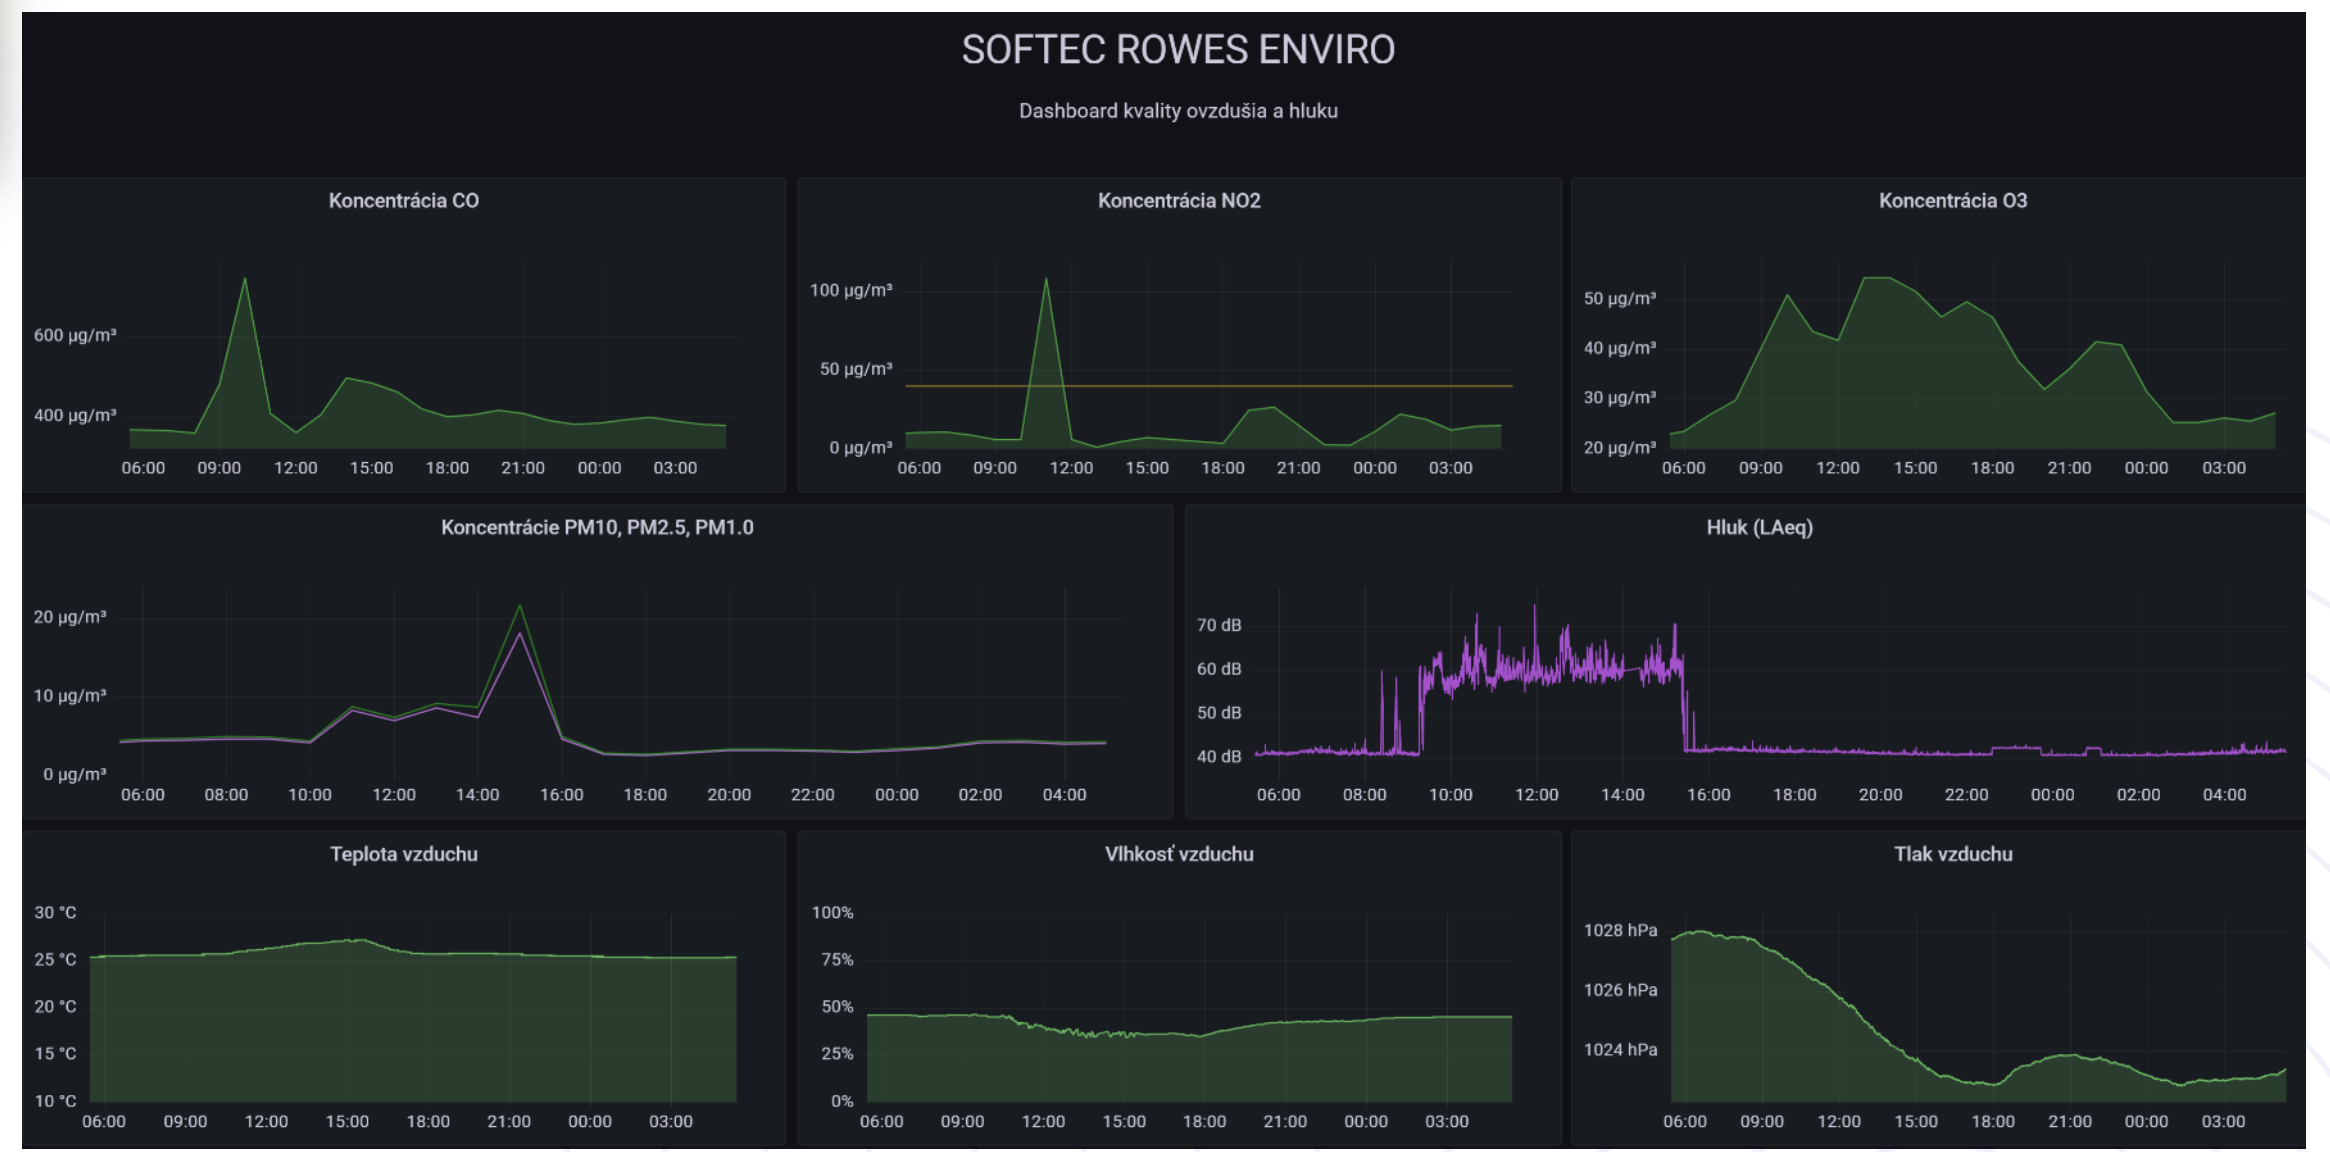 SOFTEC ROWES ENVIRO
Dashboard kvality ovzdušia a hluku
Koncentrácia CO
600 µg/m³
400 µg/m³
06:00 09:00 12:00 15:00 18:00 21:00 00:00 03:00
Koncentrácia NO2
100 µg/m³
50 µg/m³
0 µg/m³
06:00 09:00 12:00 15:00 18:00 21:00 00:00 03:00
Koncentrácia O3
50 µg/m³
40 µg/m³
30 µg/m³
20 µg/m³
06:00 09:00 12:00 15:00 18:00 21:00 00:00 03:00
Koncentrácie PM10, PM2.5, PM1.0
20 µg/m³
10 µg/m³
0 µg/m³
06:00 08:00 10:00 12:00 14:00 16:00 18:00 20:00 22:00 00:00 02:00 04:00
Hluk (LAeq)
70 dB
60 dB
50 dB
40 dB
06:00 08:00 10:00 12:00 14:00 16:00 18:00 20:00 22:00 00:00 02:00 04:00
Teplota vzduchu
30 °C
25 °C
20 °C
15 °C
10 °C
06:00 09:00 12:00 15:00 18:00 21:00 00:00 03:00
Vlhkosť vzduchu
100%
75%
50%
25%
0%
06:00 09:00 12:00 15:00 18:00 21:00 00:00 03:00
Tlak vzduchu
1028 hPa
1026 hPa
1024 hPa
06:00 09:00 12:00 15:00 18:00 21:00 00:00 03:00